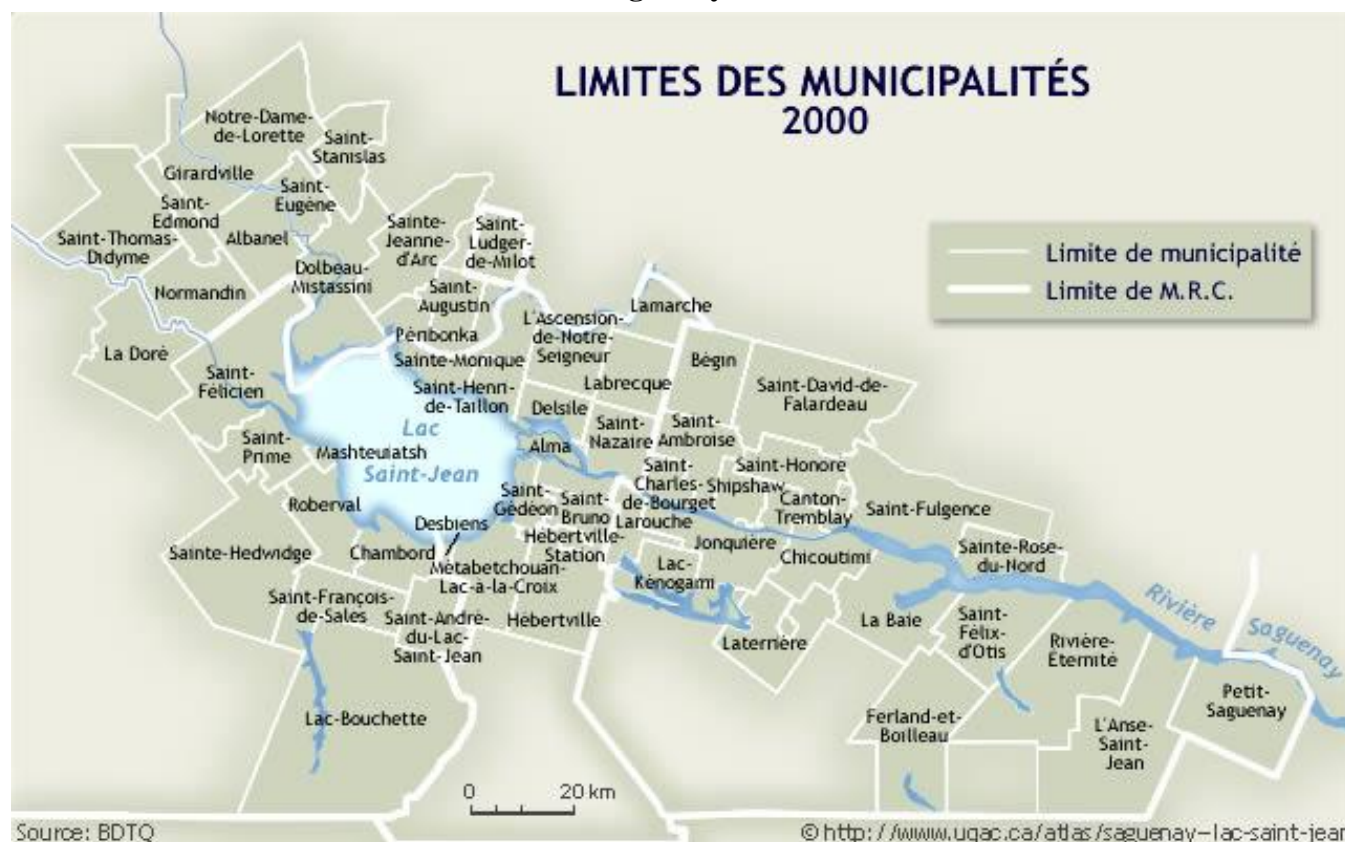 LIMITES DES MUNICIPALITÉS
2000
Notre-Dame-
de-Lorette
Saint-
Stanislas
Girardville
Saint-
Eugène
Saint-
Edmond
Albanel
Sainte-
Jeanne-
d'Arc
Saint-
Ludger-
de-Milot
Saint-Thomas-
Didyme
Dolbeau-
Mistassini
Normandin
Saint-
Augustin
Lamarche
Limite de municipalité
Limite de M.R.C.
La Doré
Péribonka
L'Ascension-
de-Notre-
Seigneur
Sainte-Monique
Bégin
Saint-
Félicien
Saint-Henri-
de-Taillon
Labrecque
Saint-David-de-
Falardeau
Delsile
Lac
Saint-Jean
Saint-
Prime
Mashteuiatsh
Alma
Saint-
Nazaire
Saint-
Ambroise
Saint-Honoré
Saint-
Charles-
de-Bourget
Shipshaw
Canton-
Tremblay
Saint-Fulgence
Roberval
Saint-
Gédéon
Saint-
Bruno
Larouche
Desbiens
Hébertville-
Station
Jonquière
Chicoutimi
Sainte-Rose-
du-Nord
Sainte-Hedwidge
Chambord
Métabetchouan-
Lac-à-la-Croix
Lac-
Kénogami
Saint-François-
de-Sales
Saint-André-
du-Lac-
Saint-Jean
Hébertville
Laterrière
La Baie
Saint-
Félix-
d'Otis
Rivière-
Éternité
Rivière
Saguenay
Petit-
Saguenay
Lac-Bouchette
Ferland-et-
Boilleau
L'Anse-
Saint-
Jean
0 20 km
Source: BDTQ
©http://www.uqac.ca/atlas/saguenay-lac-saint-jean